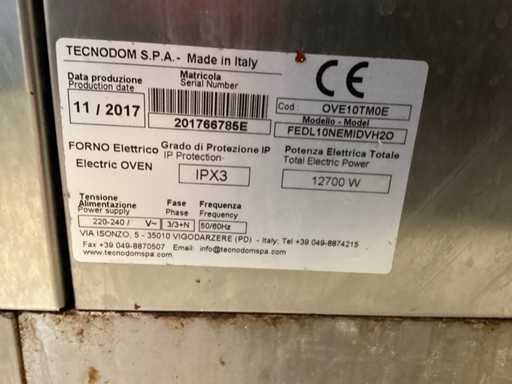 TECNODOM S.P.A.- Made in Italy
CE
Data produzione
Production date
11 / 2017
Matricola
Serial Number
201766785E
Cod : OVE10TM0E
Modello - Model
FEDL10NEMIDVH2O
FORNO Elettrico
Electric OVEN
Grado di Protezione IP
IP Protection
IPX3
Potenza Elettrica Totale
Total Electric Power
12700 W
Tensione
Alimentazione
Power supply
220-240 / V~
Fase
Phase
3/3+N
Frequenza
Frequency
50/60Hz
VIA ISONZO, 5 - 35010 VIGODARZERE (PD) - Italy: Tel +39 049-8874215
Fax +39 049-8870507 Email: info@tecnodomspa.com
www.tecnodomspa.com